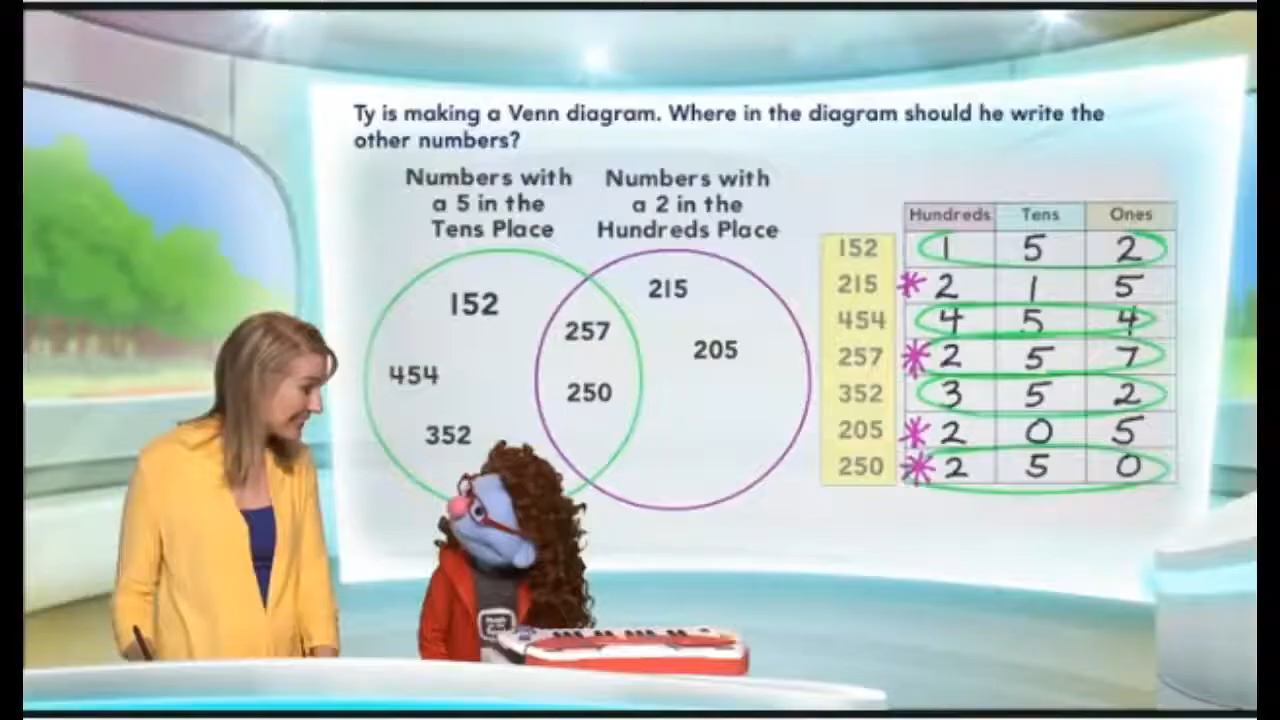 Ty is making a Venn diagram. Where in the diagram should he write the
other numbers?
Numbers with
a 5 in the
Tens Place
Numbers with
a 2 in the
Hundreds Place
152
454
352
257
250
215
205
Hundreds Tens Ones
152 1 5 2
215 * 2 1 5
454 4 5 4
257 * 2 5 7
352 3 5 2
205 * 2 0 5
250 * 2 5 0